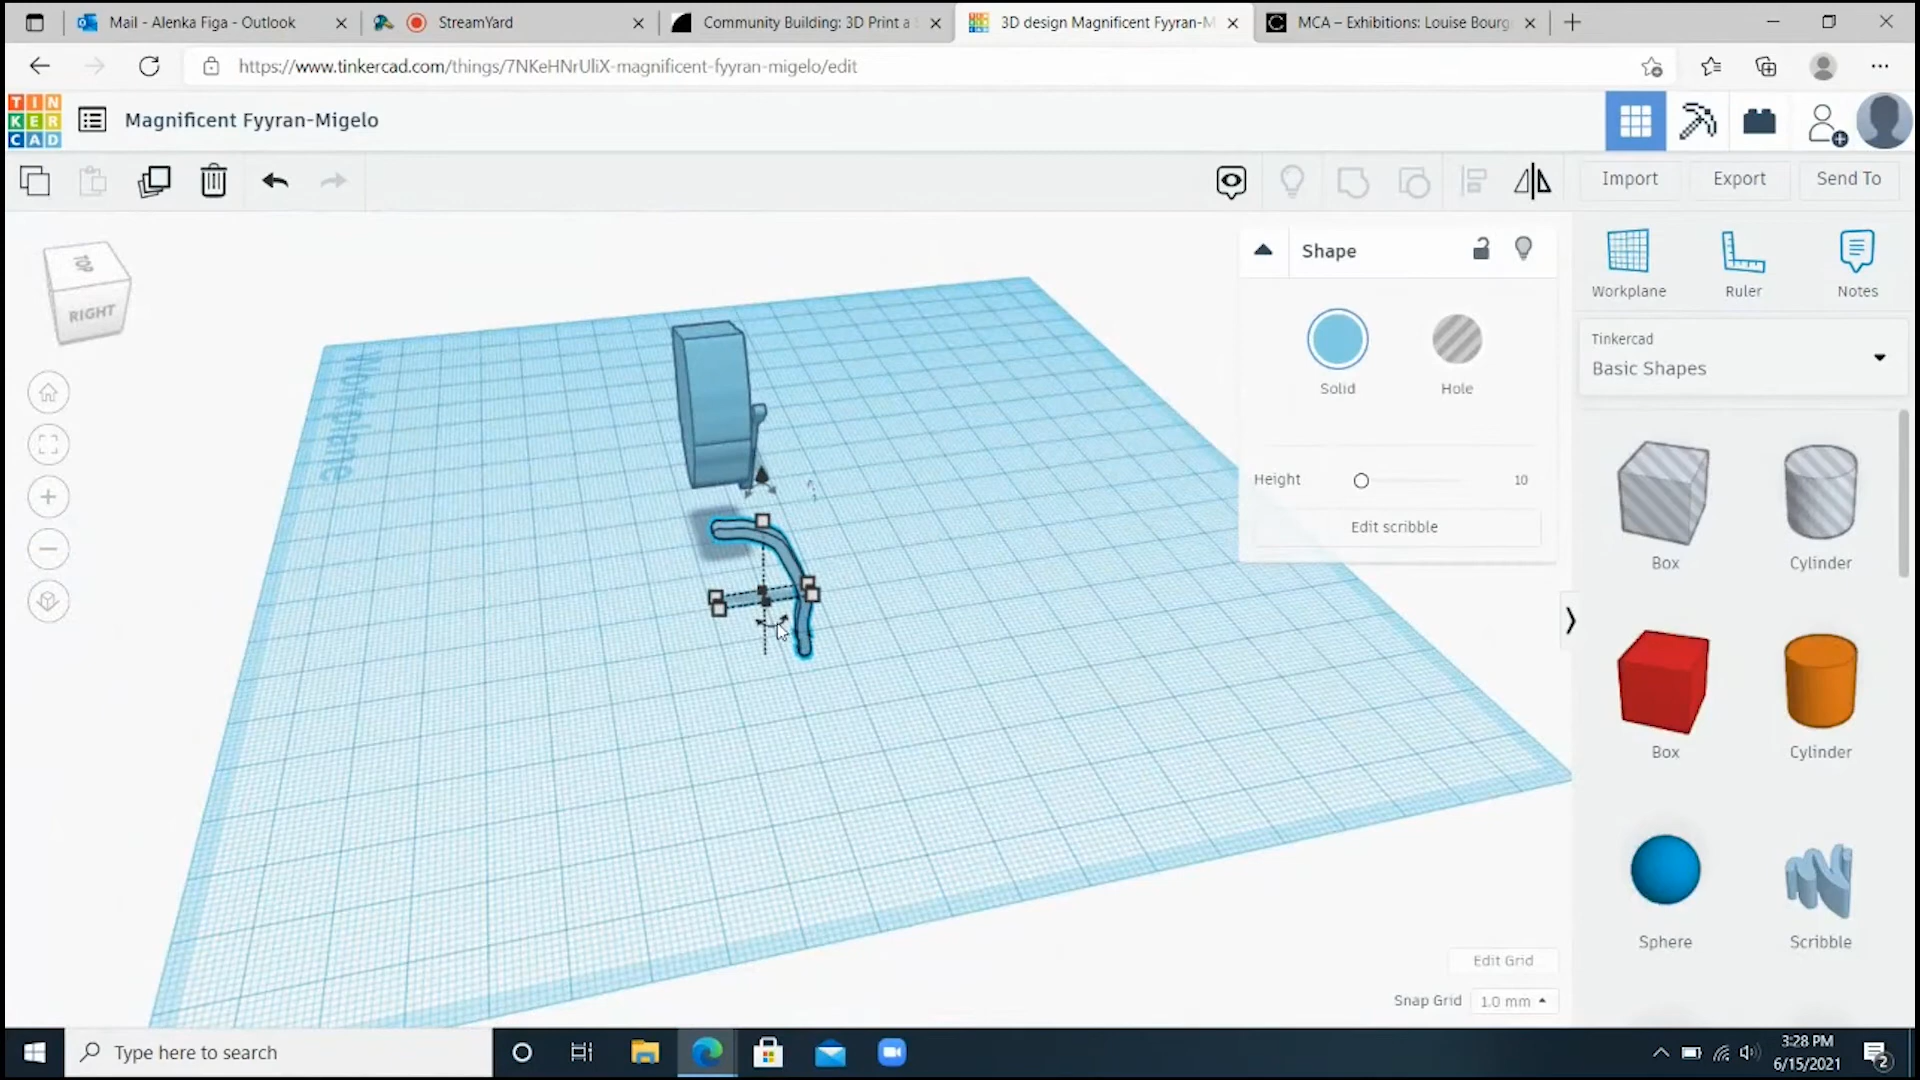 Mail - Alenka Figa - Outlook
StreamYard
Community Building: 3D Print a
3D design Magnificent Fyyran-M
MCA – Exhibitions: Louise Bourg
https://www.tinkercad.com/things/7NKeHNrUliX-magnificent-fyyran-migelo/edit
TIN
KER
CAD
Magnificent Fyyran-Migelo
Import
Export
Send To
TOP
RIGHT
Workplane
Shape
Solid
Hole
Height
10
Edit scribble
Workplane
Ruler
Notes
Tinkercad
Basic Shapes
Box
Cylinder
Box
Cylinder
Sphere
Scribble
Edit Grid
Snap Grid
1.0 mm
Type here to search
3:28 PM
6/15/2021
2